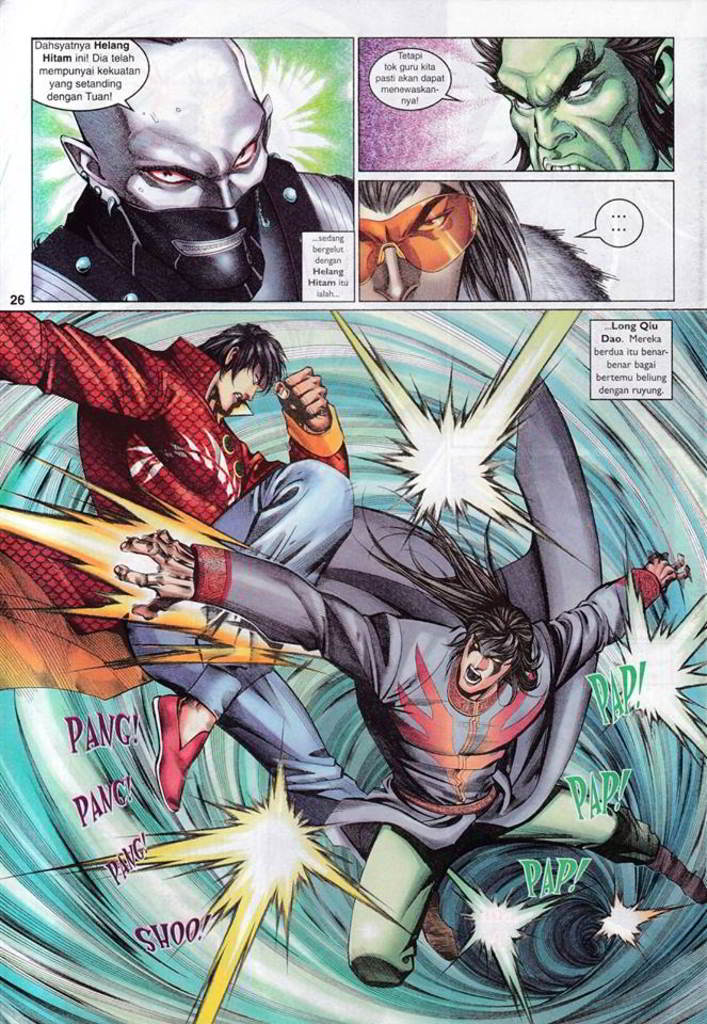 Dahsyatnya Helang
Hitam ini! Dia telah
mempunyai kekuatan
yang setanding
dengan Tuan!
Tetapi
tok guru kita
pasti akan dapat
menewaskan-
nya!
...
...
...sedang
bergelut
dengan
Helang
Hitam itu
ialah...
26
...Long Qiu
Dao. Mereka
berdua itu benar-
benar bagai
bertemu beliung
dengan ruyung.
PANG!
PANG!
PANG!
SHOO!
PAP!
PAP!
PAP!